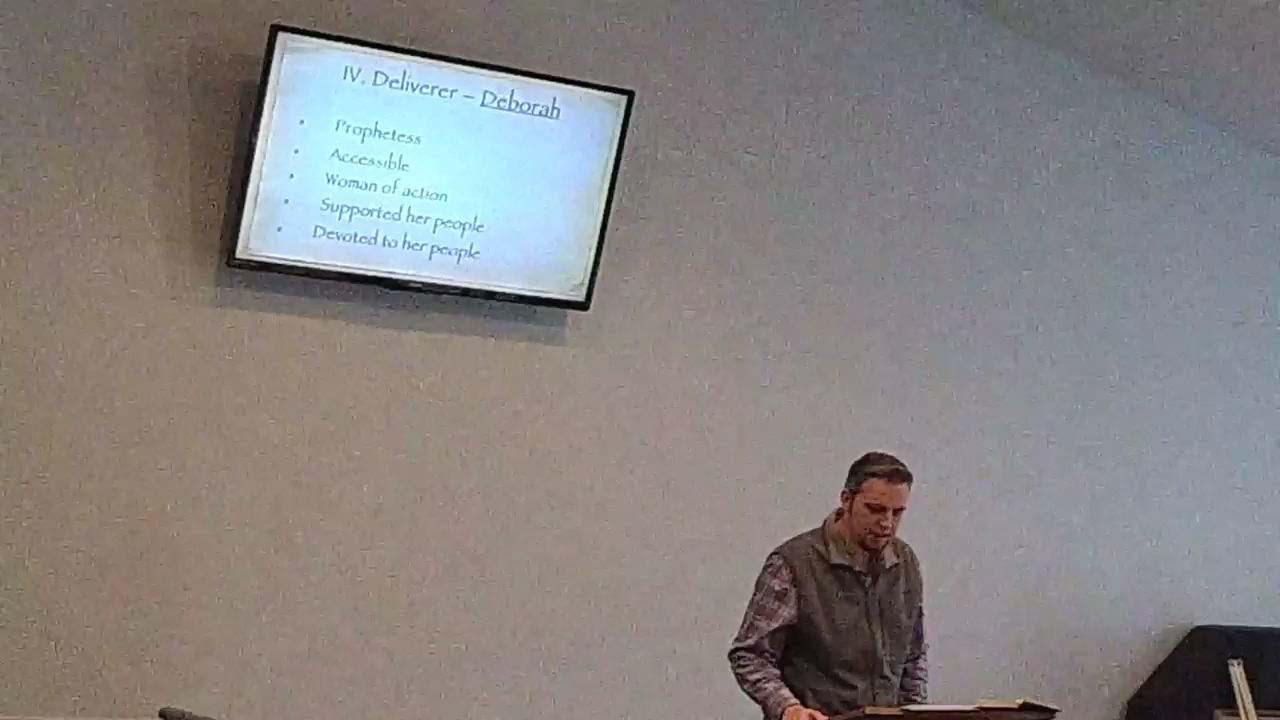 IV. Deliverer – Deborah
• Prophetess
• Accessible
• Woman of action
• Supported her people
• Devoted to her people